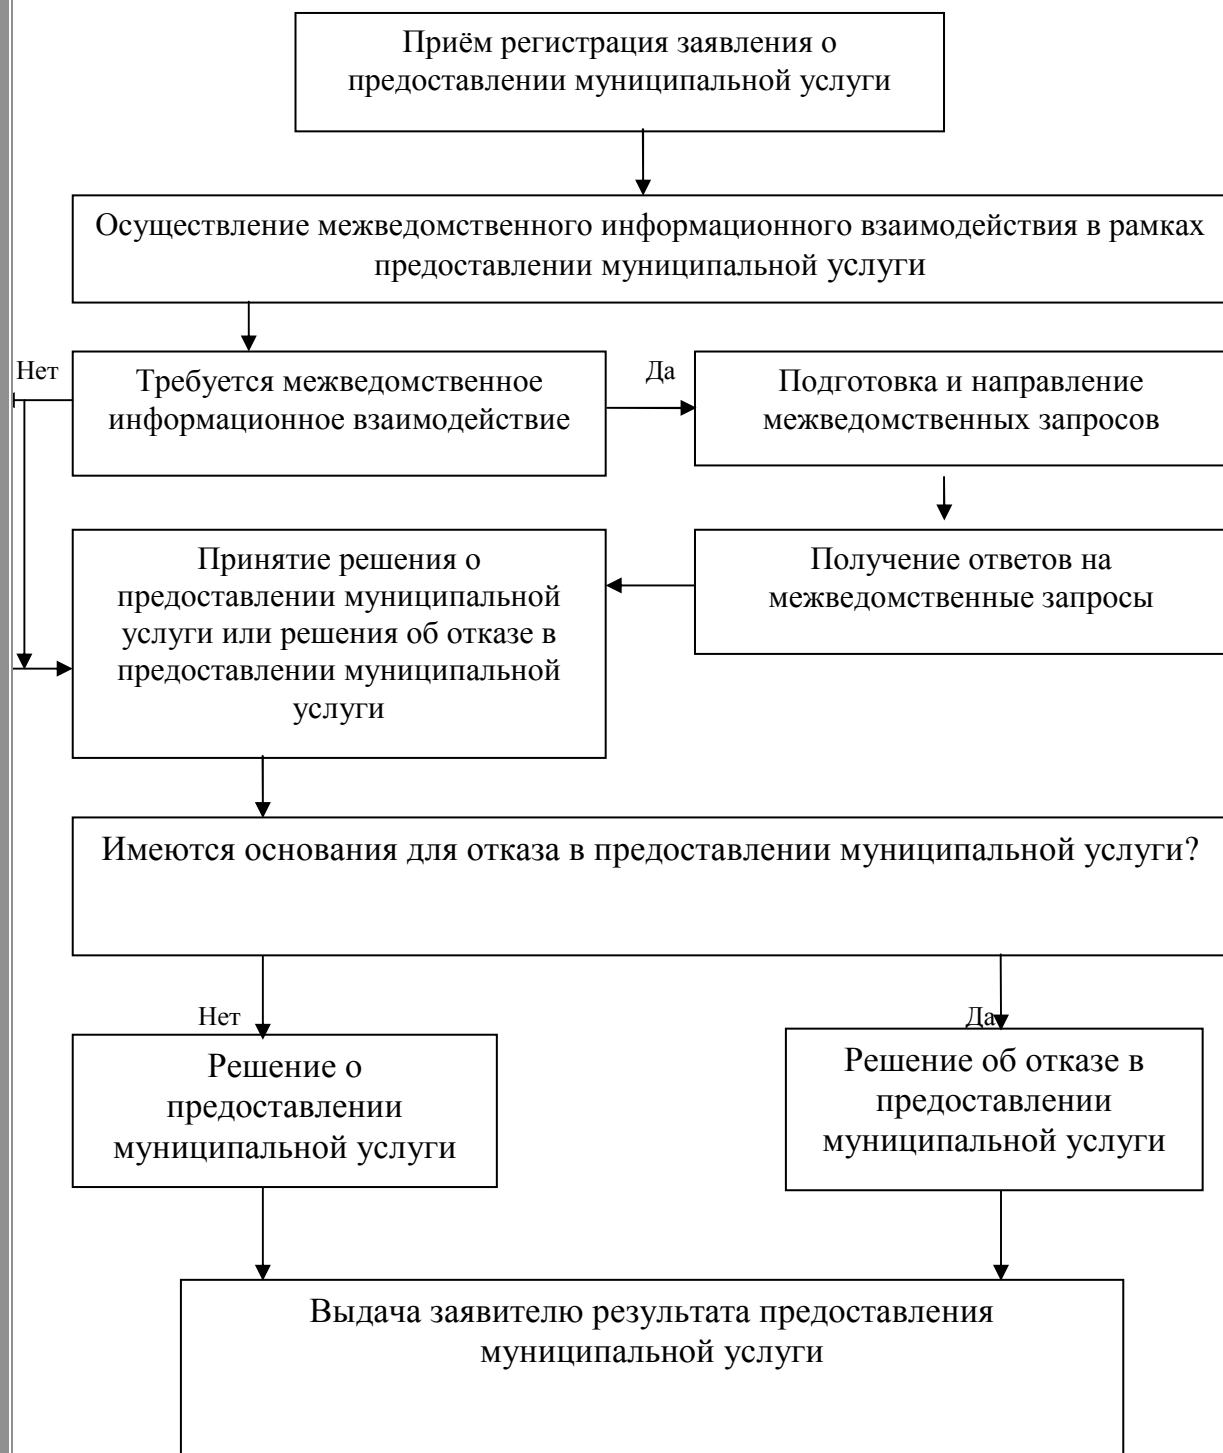 Приём регистрация заявления о
предоставлении муниципальной услуги
Осуществление межведомственного информационного взаимодействия в рамках
предоставлении муниципальной услуги
Нет
Требуется межведомственное
информационное взаимодействие
Да
Подготовка и направление
межведомственных запросов
Принятие решения о
предоставлении муниципальной
услуги или решения об отказе в
предоставлении муниципальной
услуги
Получение ответов на
межведомственные запросы
Имеются основания для отказа в предоставлении муниципальной услуги?
Нет
Да
Решение о
предоставлении
муниципальной услуги
Решение об отказе в
предоставлении
муниципальной услуги
Выдача заявителю результата предоставления
муниципальной услуги